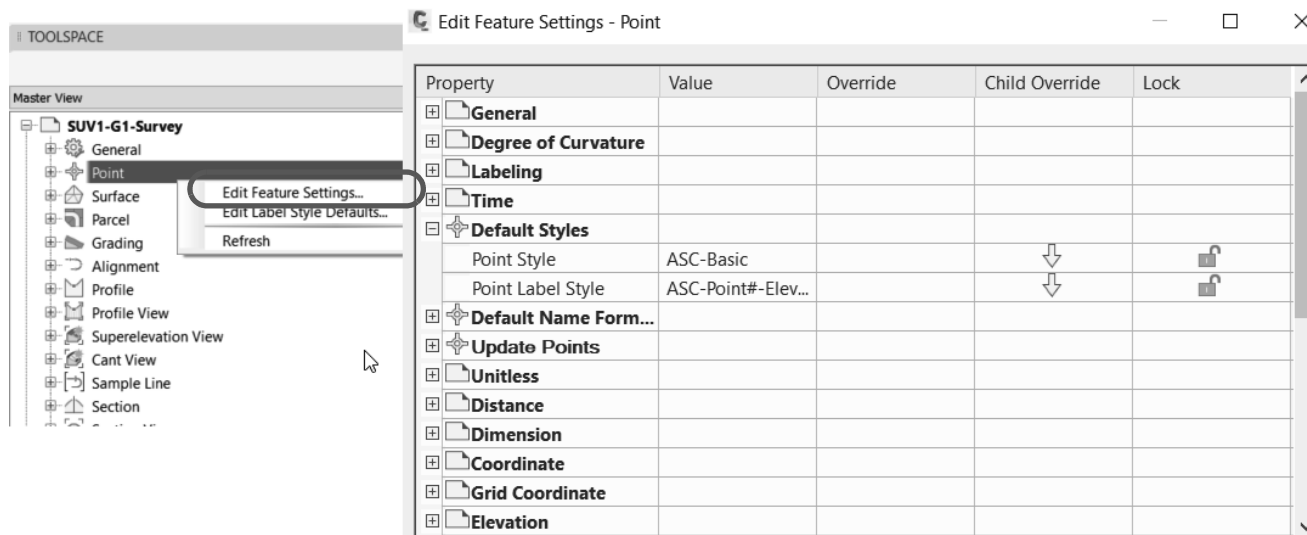 TOOLSPACE
Master View
SUV1-G1-Survey
General
Point
Surface
Parcel
Grading
Alignment
Profile
Profile View
Superelevation View
Cant View
Sample Line
Section
Edit Feature Settings...
Edit Label Style Defaults...
Refresh
Edit Feature Settings - Point
Property Value Override Child Override Lock
General
Degree of Curvature
Labeling
Time
Default Styles
Point Style ASC-Basic
Point Label Style ASC-Point#-Elev...
Default Name Form...
Update Points
Unitless
Distance
Dimension
Coordinate
Grid Coordinate
Elevation